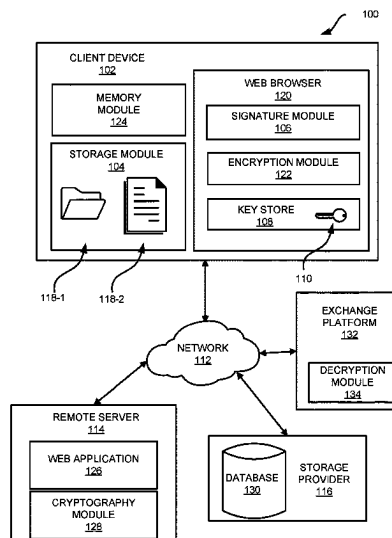 100
CLIENT DEVICE
102
MEMORY
MODULE
124
STORAGE MODULE
104
WEB BROWSER
120
SIGNATURE MODULE
106
ENCRYPTION MODULE
122
KEY STORE
108
118-1
118-2
110
NETWORK
112
EXCHANGE
PLATFORM
132
DECRYPTION
MODULE
134
REMOTE SERVER
114
WEB APPLICATION
126
CRYPTOGRAPHY
MODULE
128
DATABASE
130
STORAGE
PROVIDER
116